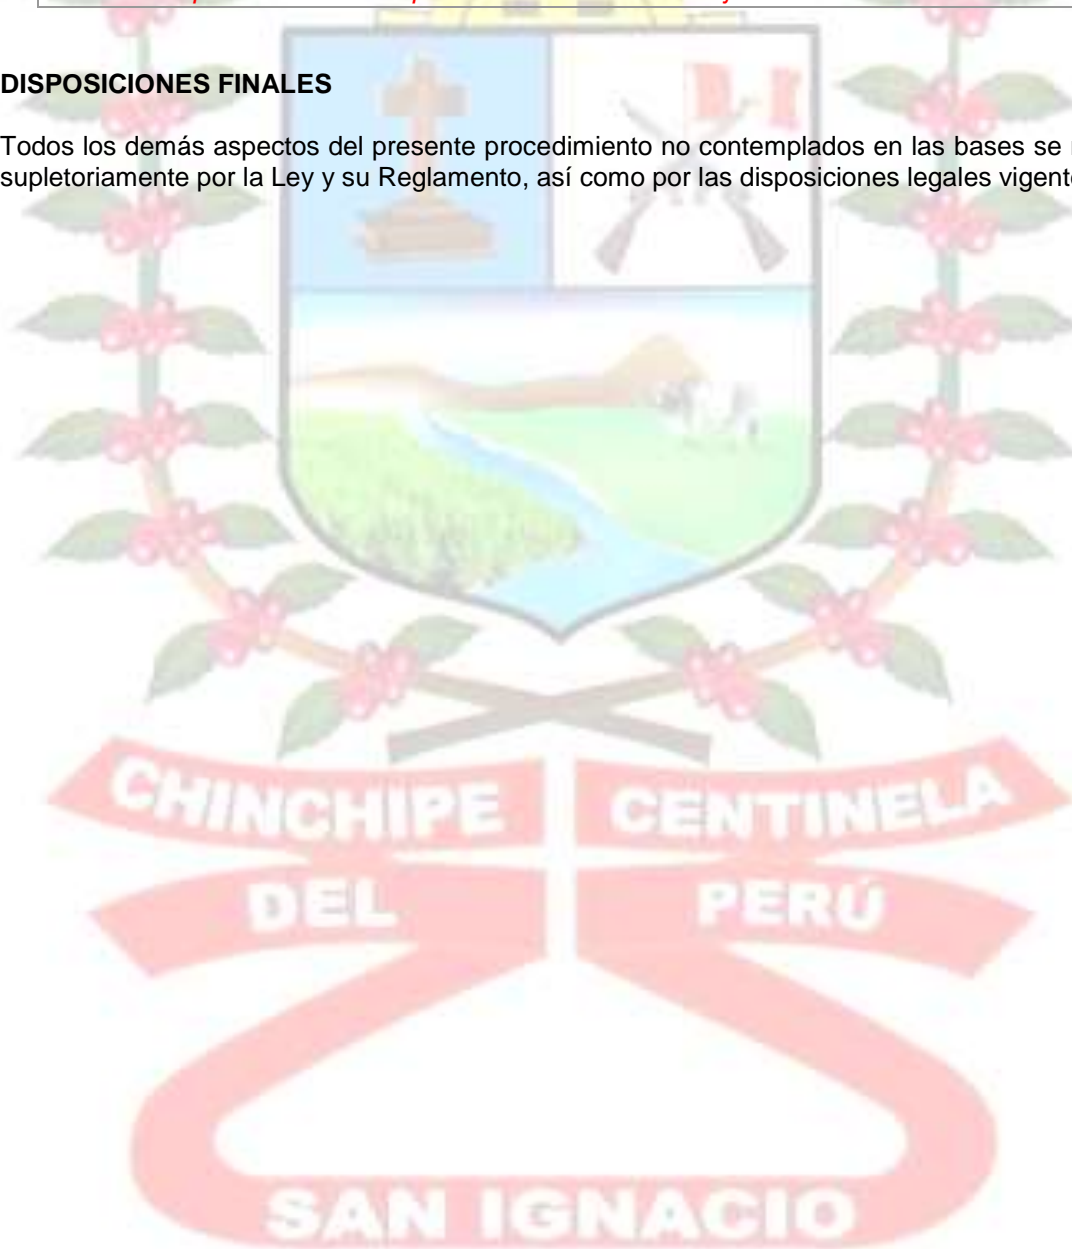 DISPOSICIONES FINALES
Todos los demás aspectos del presente procedimiento no contemplados en las bases se
supletoriamente por la Ley y su Reglamento, así como por las disposiciones legales
CHINCHIPE CENTINELA
DEL PERÚ
SAN IGNACIO